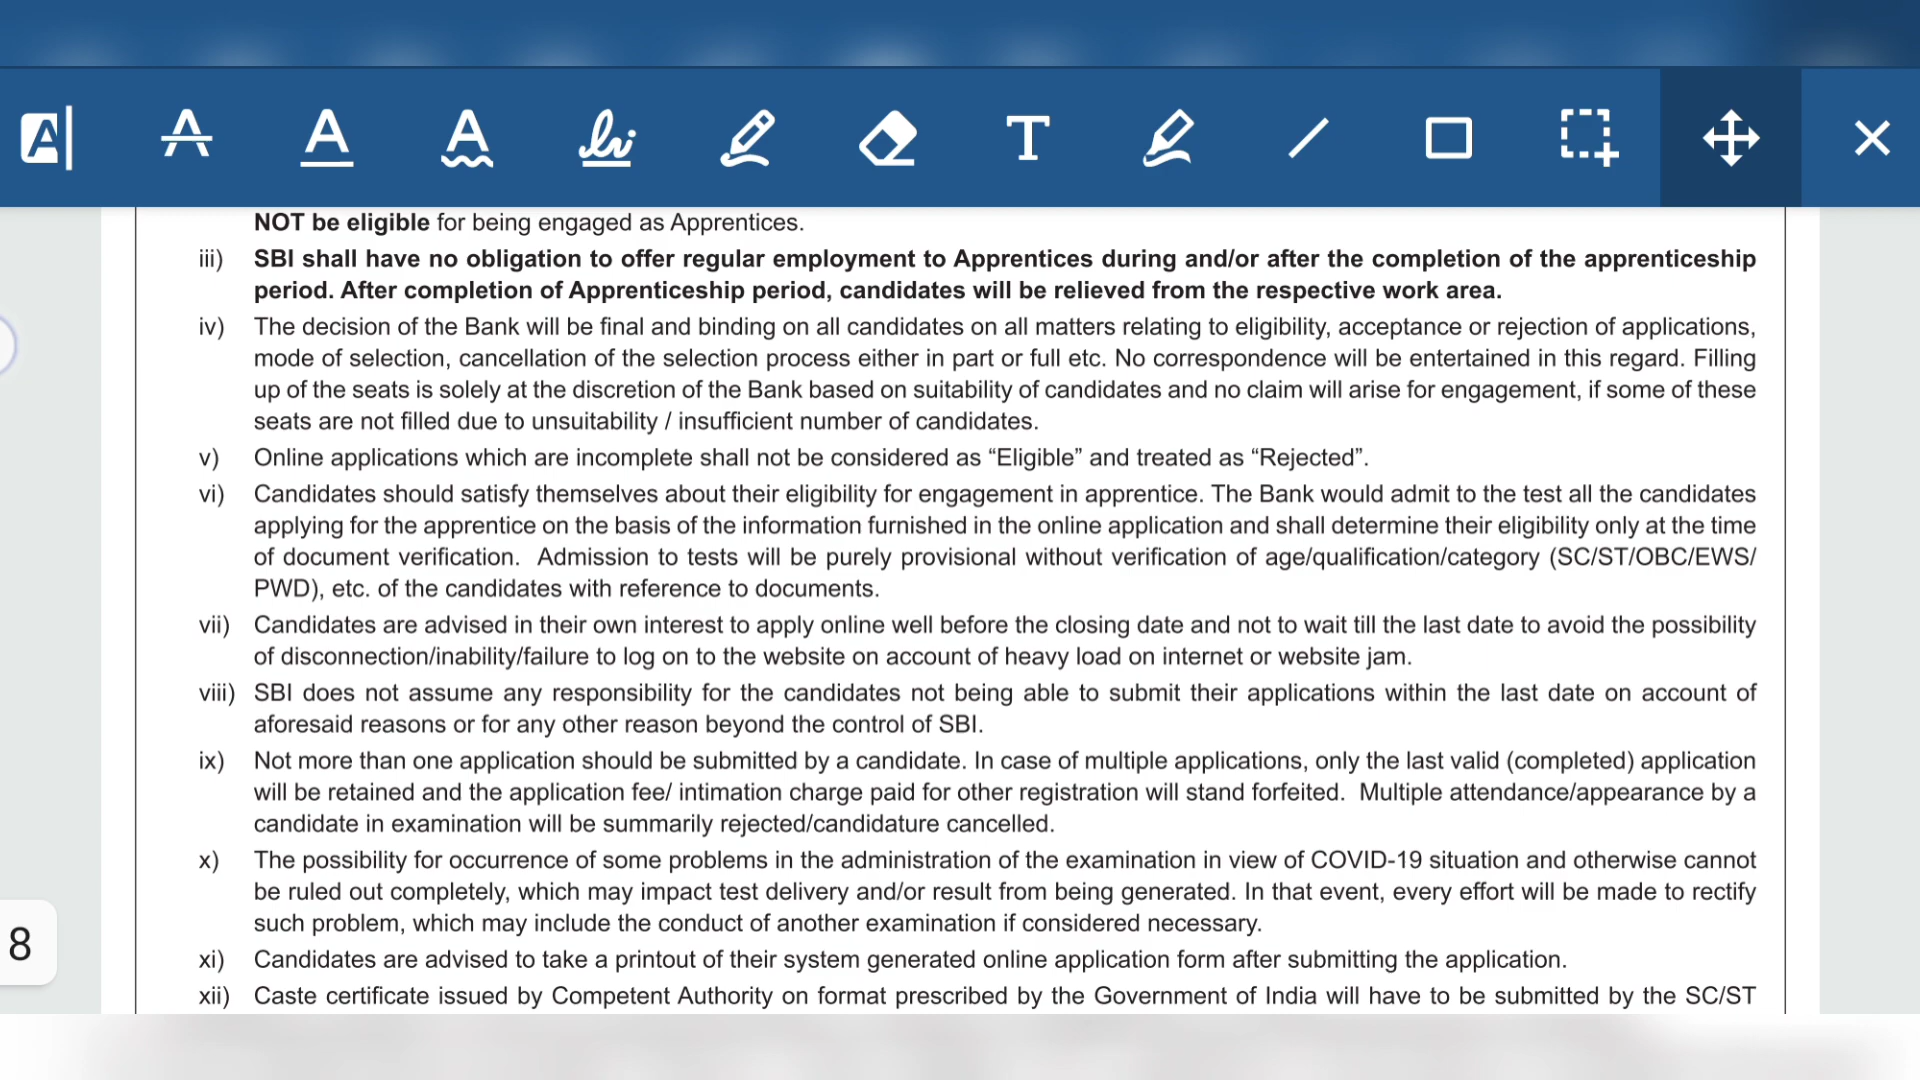 NOT be eligible for being engaged as Apprentices.
iii) SBI shall have no obligation to offer regular employment to Apprentices during and/or after the completion of the apprenticeship
period. After completion of Apprenticeship period, candidates will be relieved from the respective work area.
iv) The decision of the Bank will be final and binding on all candidates on all matters relating to eligibility, acceptance or rejection of applications,
mode of selection, cancellation of the selection process either in part or full etc. No correspondence will be entertained in this regard. Filling
up of the seats is solely at the discretion of the Bank based on suitability of candidates and no claim will arise for engagement, if some of these
seats are not filled due to unsuitability / insufficient number of candidates.
v) Online applications which are incomplete shall not be considered as “Eligible” and treated as “Rejected”.
vi) Candidates should satisfy themselves about their eligibility for engagement in apprentice. The Bank would admit to the test all the candidates
applying for the apprentice on the basis of the information furnished in the online application and shall determine their eligibility only at the time
of document verification. Admission to tests will be purely provisional without verification of age/qualification/category (SC/ST/OBC/EWS/
PWD), etc. of the candidates with reference to documents.
vii) Candidates are advised in their own interest to apply online well before the closing date and not to wait till the last date to avoid the possibility
of disconnection/inability/failure to log on to the website on account of heavy load on internet or website jam.
viii) SBI does not assume any responsibility for the candidates not being able to submit their applications within the last date on account of
aforesaid reasons or for any other reason beyond the control of SBI.
ix) Not more than one application should be submitted by a candidate. In case of multiple applications, only the last valid (completed) application
will be retained and the application fee/ intimation charge paid for other registration will stand forfeited. Multiple attendance/appearance by a
candidate in examination will be summarily rejected/candidature cancelled.
x) The possibility for occurrence of some problems in the administration of the examination in view of COVID-19 situation and otherwise cannot
be ruled out completely, which may impact test delivery and/or result from being generated. In that event, every effort will be made to rectify
such problem, which may include the conduct of another examination if considered necessary.
8
xi) Candidates are advised to take a printout of their system generated online application form after submitting the application.
xii) Caste certificate issued by Competent Authority on format prescribed by the Government of India will have to be submitted by the SC/ST